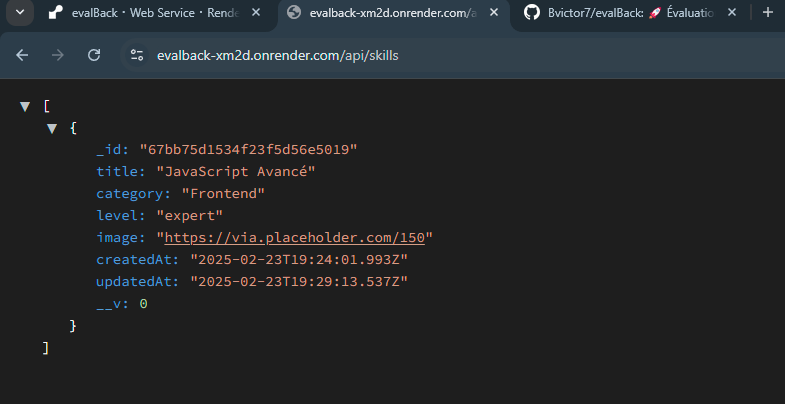 evalBack · Web Service · Rende
evalback-xm2d.onrender.com/a
Bvictor7/evalBack: 🚀 Évaluatio
evalback-xm2d.onrender.com/api/skills
[
{
_id: "67bb75d1534f23f5d56e5019"
title: "JavaScript Avancé"
category: "Frontend"
level: "expert"
image: "https://via.placeholder.com/150"
createdAt: "2025-02-23T19:24:01.993Z"
updatedAt: "2025-02-23T19:29:13.537Z"
__v: 0
}
]